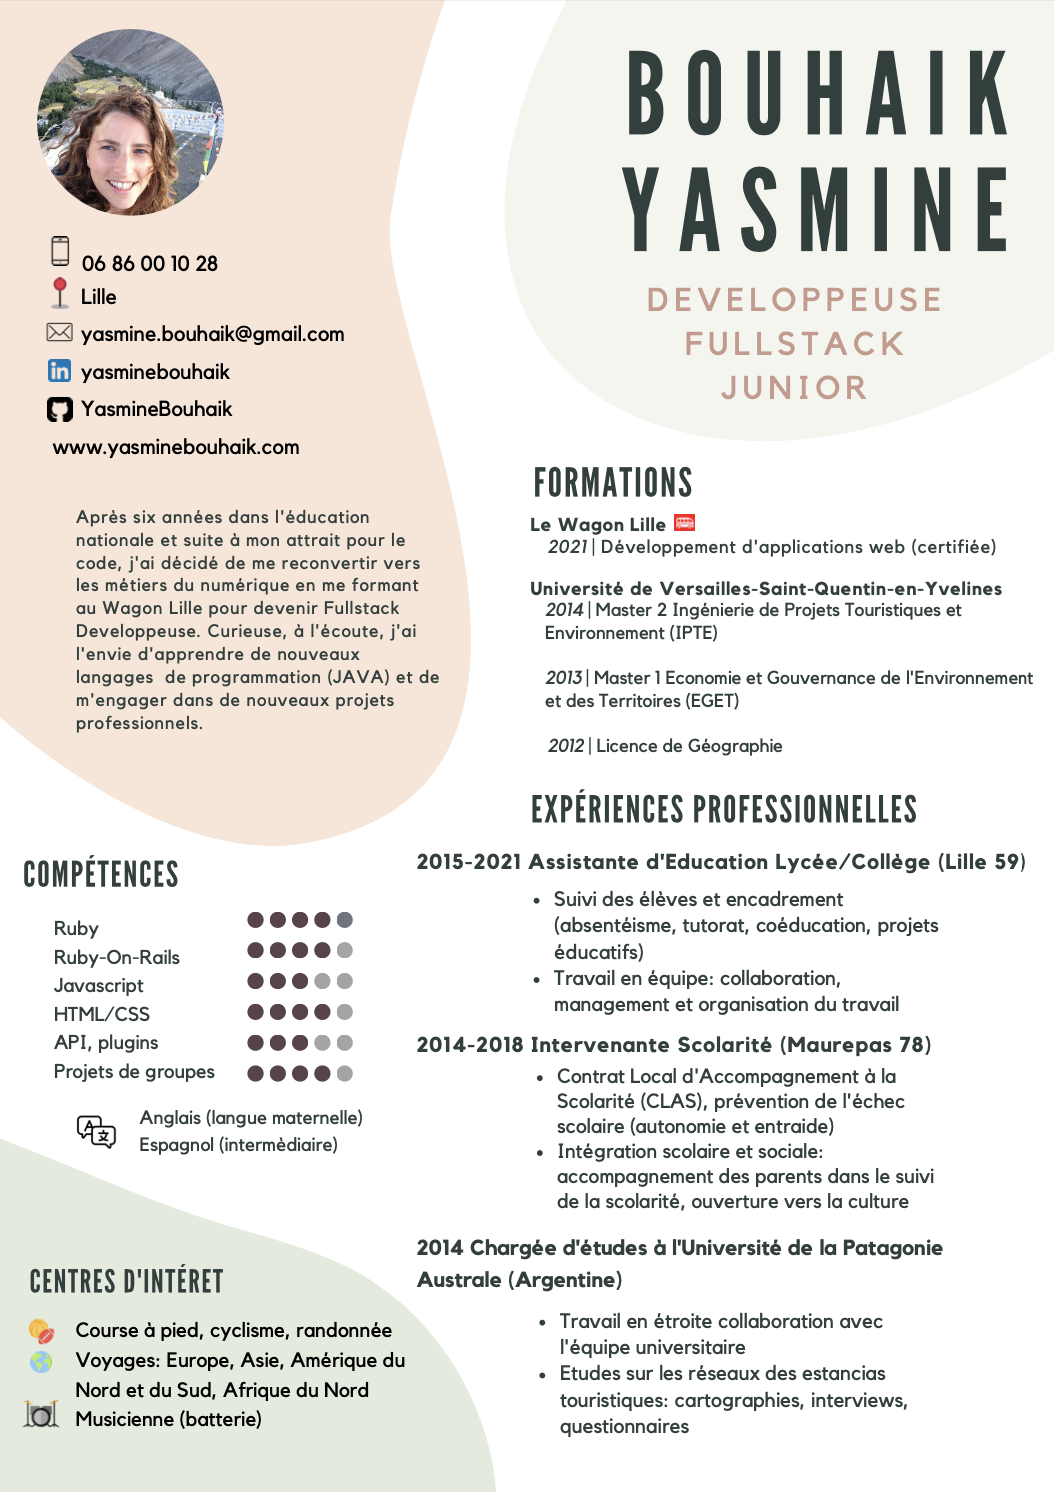 BOUHAIK
YASMINE
DEVELOPPEUSE
FULLSTACK
JUNIOR
06 86 00 10 28
Lille
yasmine.bouhaik@gmail.com
in
yasminebouhaik
YasmineBouhaik
www.yasminebouhaik.com
Après six années dans l'éducation
nationale et suite à mon attrait pour le
code, j'ai décidé de me reconvertir vers
les métiers du numérique en me formant
au Wagon Lille pour devenir Fullstack
Developpeuse. Curieuse, à l'écoute, j'ai
l'envie d'apprendre de nouveaux
langages de programmation (JAVA) et de
m'engager dans de nouveaux projets
professionnels.
COMPÉTENCES
Ruby
Ruby-On-Rails
Javascript
HTML/CSS
API, plugins
Projets de groupes
A 文
Anglais (langue maternelle)
Espagnol (intermèdiaire)
CENTRES D'INTÉRET
Course à pied, cyclisme, randonnée
Voyages: Europe, Asie, Amérique du
Nord et du Sud, Afrique du Nord
Musicienne (batterie)
FORMATIONS
Le Wagon Lille
2021 | Développement d'applications web (certifiée)
Université de Versailles-Saint-Quentin-en-Yvelines
2014 | Master 2 Ingénierie de Projets Touristiques et
Environnement (IPTE)
2013 | Master 1 Economie et Gouvernance de l'Environnement
et des Territoires (EGET)
2012 | Licence de Géographie
EXPÉRIENCES PROFESSIONNELLES
2015-2021 Assistante d'Education Lycée/Collège (Lille 59)
• Suivi des élèves et encadrement
(absentéisme, tutorat, coéducation, projets
éducatifs)
• Travail en équipe: collaboration,
management et organisation du travail
2014-2018 Intervenante Scolarité (Maurepas 78)
• Contrat Local d'Accompagnement à la
Scolarité (CLAS), prévention de l'échec
scolaire (autonomie et entraide)
• Intégration scolaire et sociale:
accompagnement des parents dans le suivi
de la scolarité, ouverture vers la culture
2014 Chargée d'études à l'Université de la Patagonie
Australe (Argentine)
• Travail en étroite collaboration avec
l'équipe universitaire
• Etudes sur les réseaux des estancias
touristiques: cartographies, interviews,
questionnaires